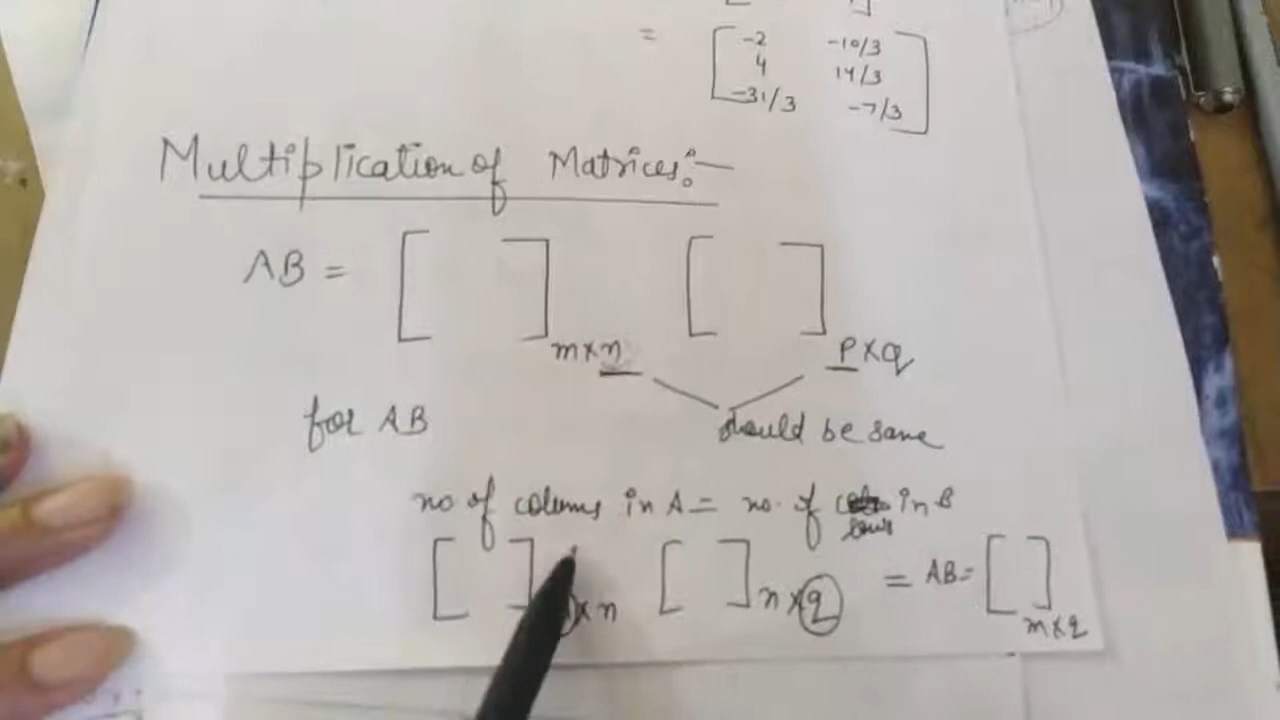 = [ -2 -10/3
4 14/3
-31/3 -7/3 ]
Multiplication of Matrices:-
AB = [ ] m×n [ ] p×q
for AB should be same
no of colums in A = no. of in B
rows
[ ] ×n [ ] n×q = AB = [ ] m×q